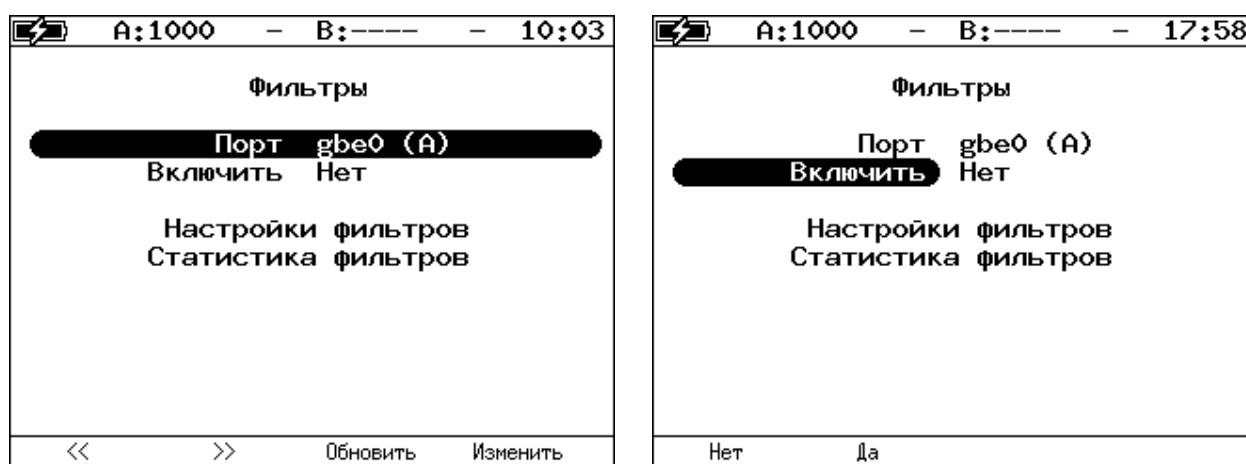 A:1000 – B:---- – 10:03
Фильтры
Порт gbe0 (A)
Включить Нет
Настройки фильтров
Статистика фильтров
<< >> Обновить Изменить
A:1000 – B:---- – 17:58
Фильтры
Порт gbe0 (A)
Включить Нет
Настройки фильтров
Статистика фильтров
Нет Да